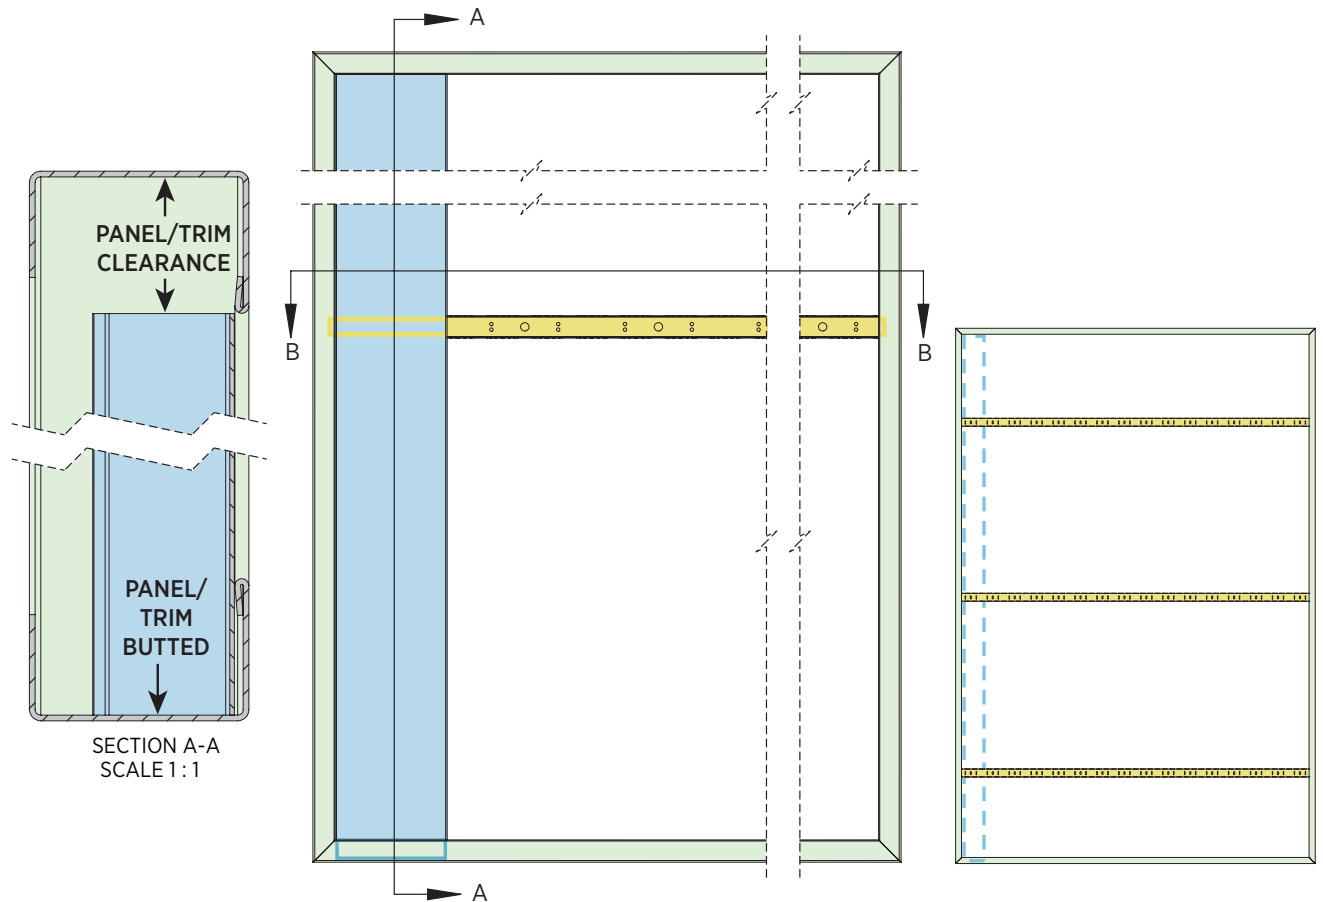 A
PANEL/TRIM
CLEARANCE
B
B
PANEL/
TRIM
BUTTED
SECTION A-A
SCALE 1 : 1
A